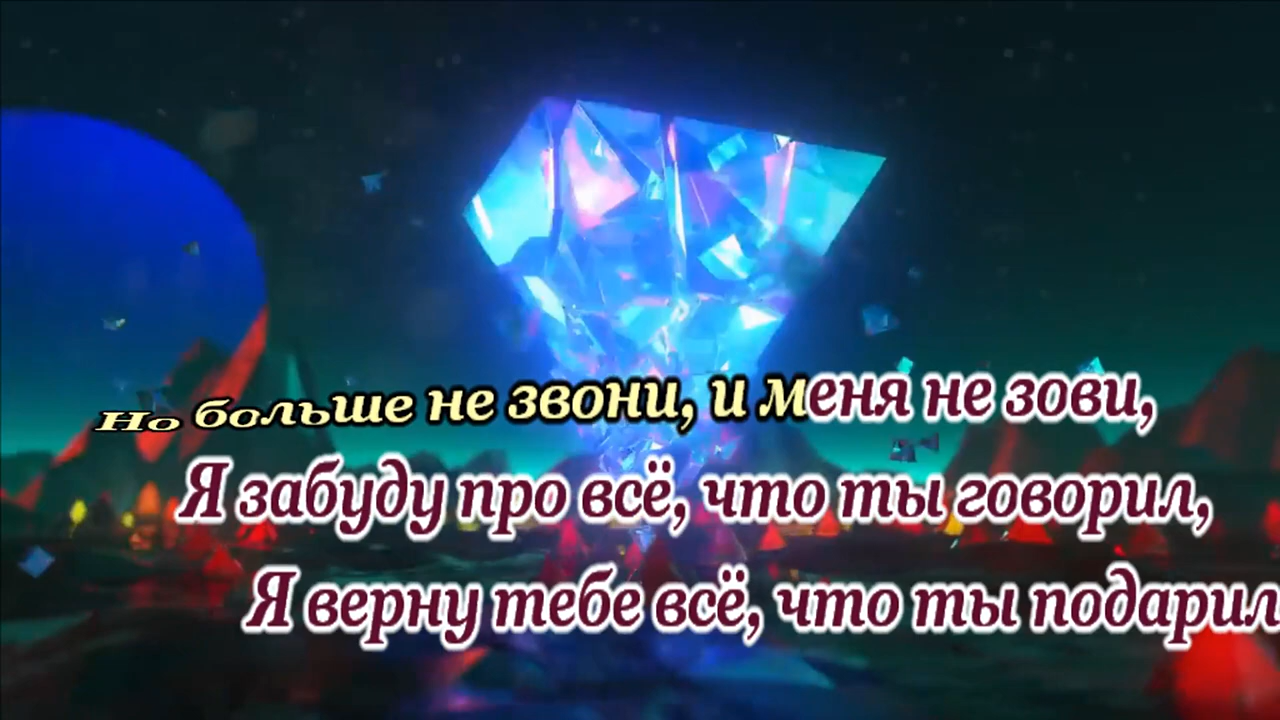 Но больше не звони, и меня не зови,
Я забуду про всё, что ты говорил,
Я верну тебе всё, что ты подарил